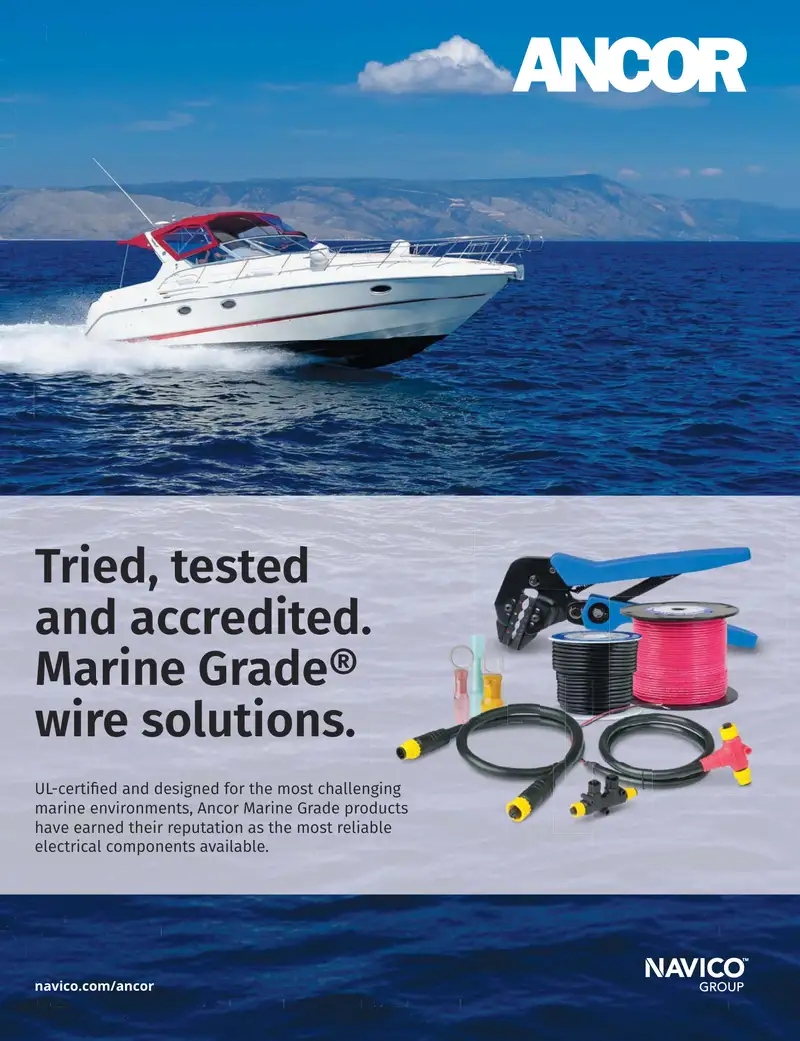 ANCOR
Tried, tested
and accredited.
Marine Grade®
wire solutions.
UL-certified and designed for the most challenging
marine environments, Ancor Marine Grade products
have earned their reputation as the most reliable
electrical components available.
navico.com/ancor
NAVICO™
GROUP